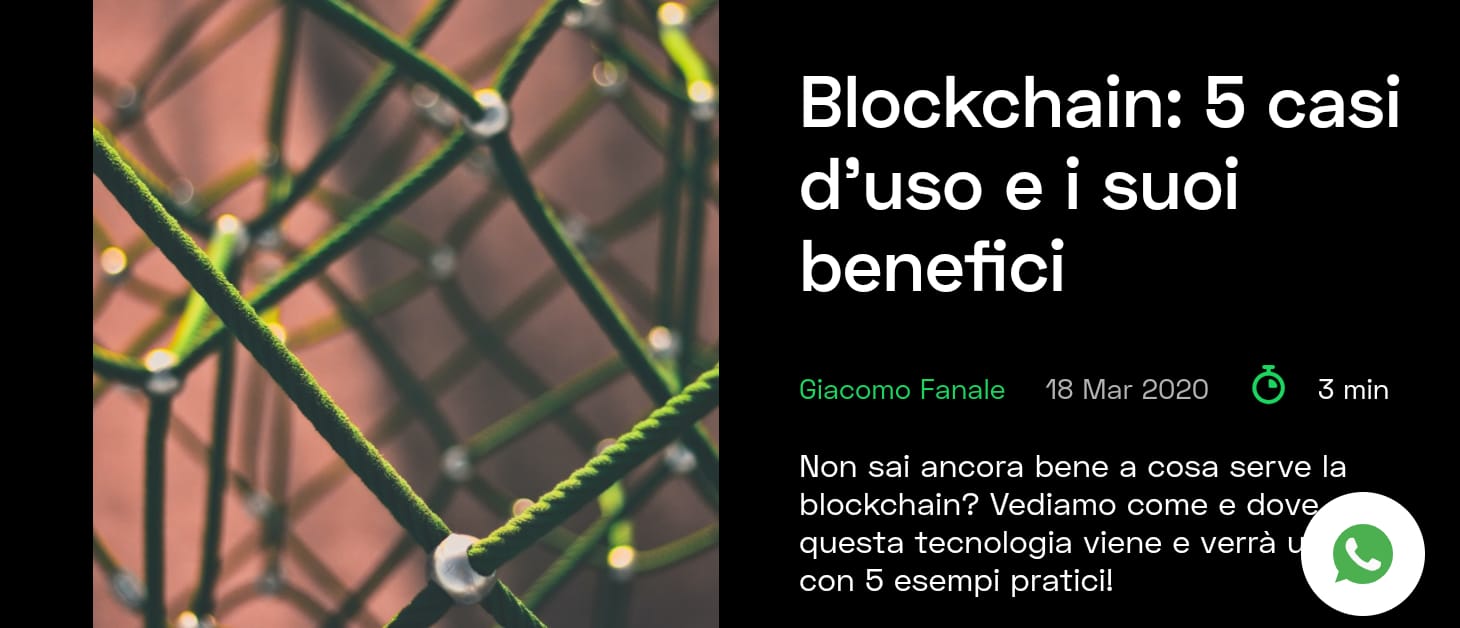 Blockchain: 5 casi
d’uso e i suoi
benefici
Giacomo Fanale 18 Mar 2020 3 min
Non sai ancora bene a cosa serve la
blockchain? Vediamo come e dove
questa tecnologia viene e verrà
con 5 esempi pratici!